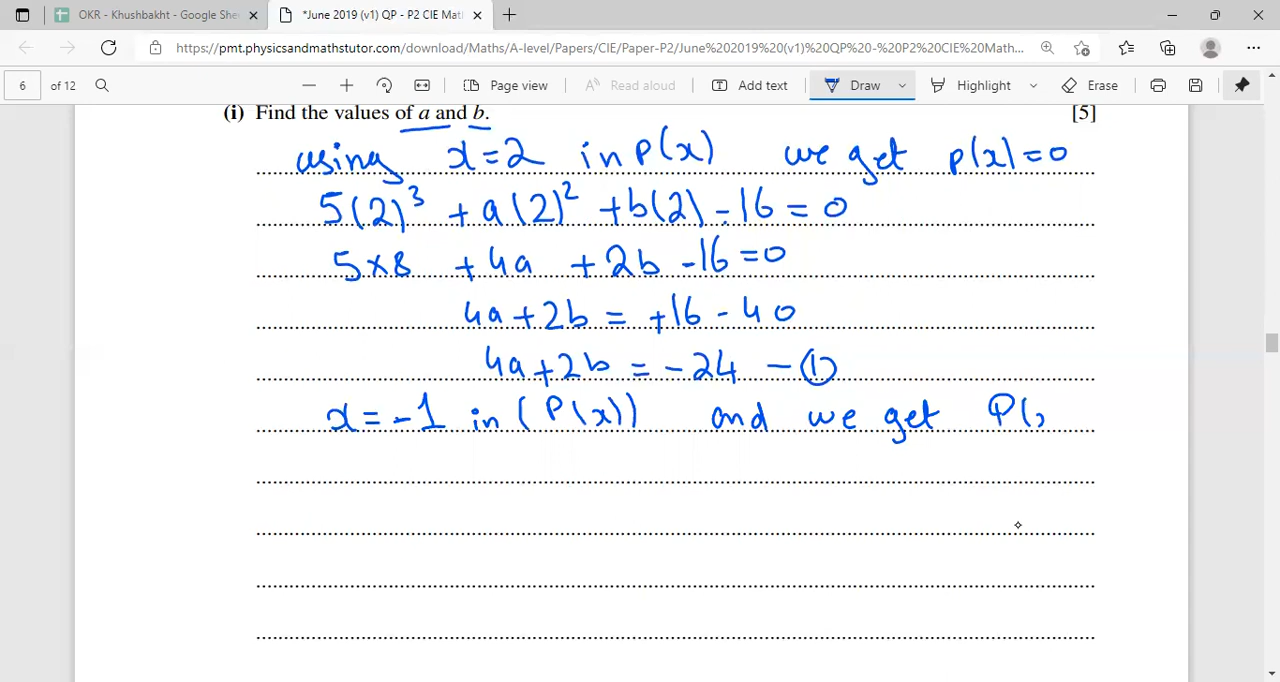 OKR - Khushbakht - Google She
*June 2019 (v1) QP - P2 CIE Mat
https://pmt.physicsandmathstutor.com/download/Maths/A-level/Papers/CIE/Paper-P2/June%202019%20(v1)%20QP%20-%20P2%20CIE%20Math...
6 of 12
Page view
Read aloud
Add text
Draw
Highlight
Erase
(i) Find the values of a and b. [5]
using x=2 in P(x) we get p(x)=0
5(2)³ +a(2)² +b(2) -16 = 0
5×8 +4a +2b -16 =0
4a+2b = +16 - 40
4a+2b = -24 -①
x=-1 in (P(x)) and we get P(